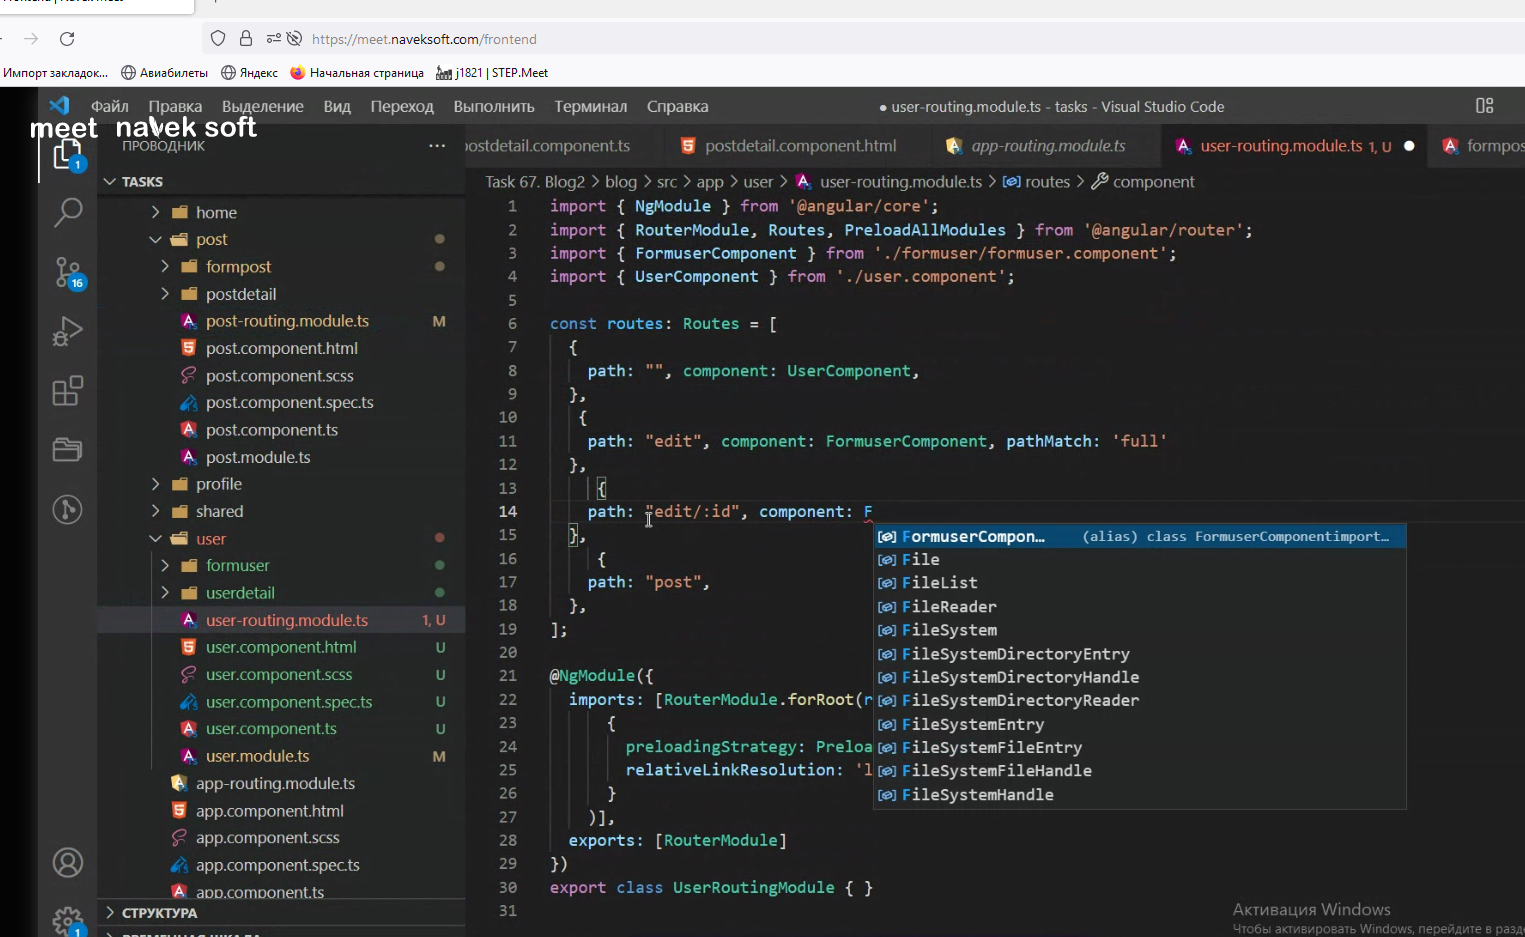 https://meet.naveksoft.com/frontend
Импорт закладок... Авиабилеты Яндекс Начальная страница j1821 | STEP.Meet
Файл Правка Выделение Вид Переход Выполнить Терминал Справка
● user-routing.module.ts - tasks - Visual Studio Code
meet navek soft
ПРОВОДНИК
postdetail.component.ts postdetail.component.html app-routing.module.ts user-routing.module.ts 1, U formpos
Task 67. Blog2 > blog > src > app > user > user-routing.module.ts > routes > component
TASKS
home
post
formpost
postdetail
post-routing.module.ts M
post.component.html
post.component.scss
post.component.spec.ts
post.component.ts
post.module.ts
profile
shared
user
formuser
userdetail
user-routing.module.ts 1, U
user.component.html U
user.component.scss U
user.component.spec.ts U
user.component.ts U
user.module.ts M
app-routing.module.ts
app.component.html
app.component.scss
app.component.spec.ts
app.component.ts
СТРУКТУРА
1
16
1
1 import { NgModule } from '@angular/core';
2 import { RouterModule, Routes, PreloadAllModules } from '@angular/router';
3 import { FormuserComponent } from './formuser/formuser.component';
4 import { UserComponent } from './user.component';
5
6 const routes: Routes = [
7 {
8 path: "", component: UserComponent,
9 },
10 {
11 path: "edit", component: FormuserComponent, pathMatch: 'full'
12 },
13 {
14 path: "edit/:id", component: F
15 },
16 {
17 path: "post",
18 },
19 ];
20
21 @NgModule({
22 imports: [RouterModule.forRoot(r
23 {
24 preloadingStrategy: Preloa
25 relativeLinkResolution: 'l
26 }
27 )],
28 exports: [RouterModule]
29 })
30 export class UserRoutingModule { }
31
FormuserCompon... (alias) class FormuserComponentimport...
File
FileList
FileReader
FileSystem
FileSystemDirectoryEntry
FileSystemDirectoryHandle
FileSystemDirectoryReader
FileSystemEntry
FileSystemFileEntry
FileSystemFileHandle
FileSystemHandle
Активация Windows
Чтобы активировать Windows, перейдите в разд